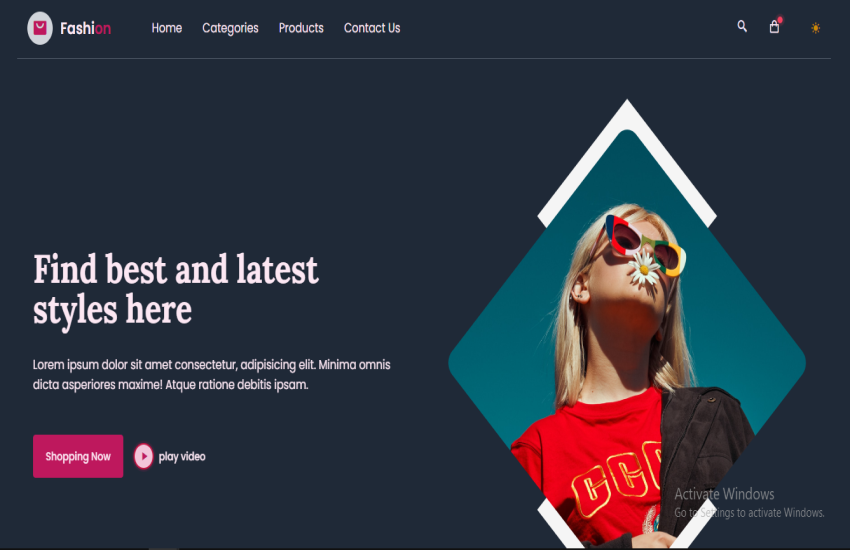 Fashion
Home Categories Products Contact Us
Find best and latest
styles here
Lorem ipsum dolor sit amet consectetur, adipisicing elit. Minima omnis
dicta asperiores maxime! Atque ratione debitis ipsam.
Shopping Now play video
Activate Windows
Go to Settings to activate Windows.